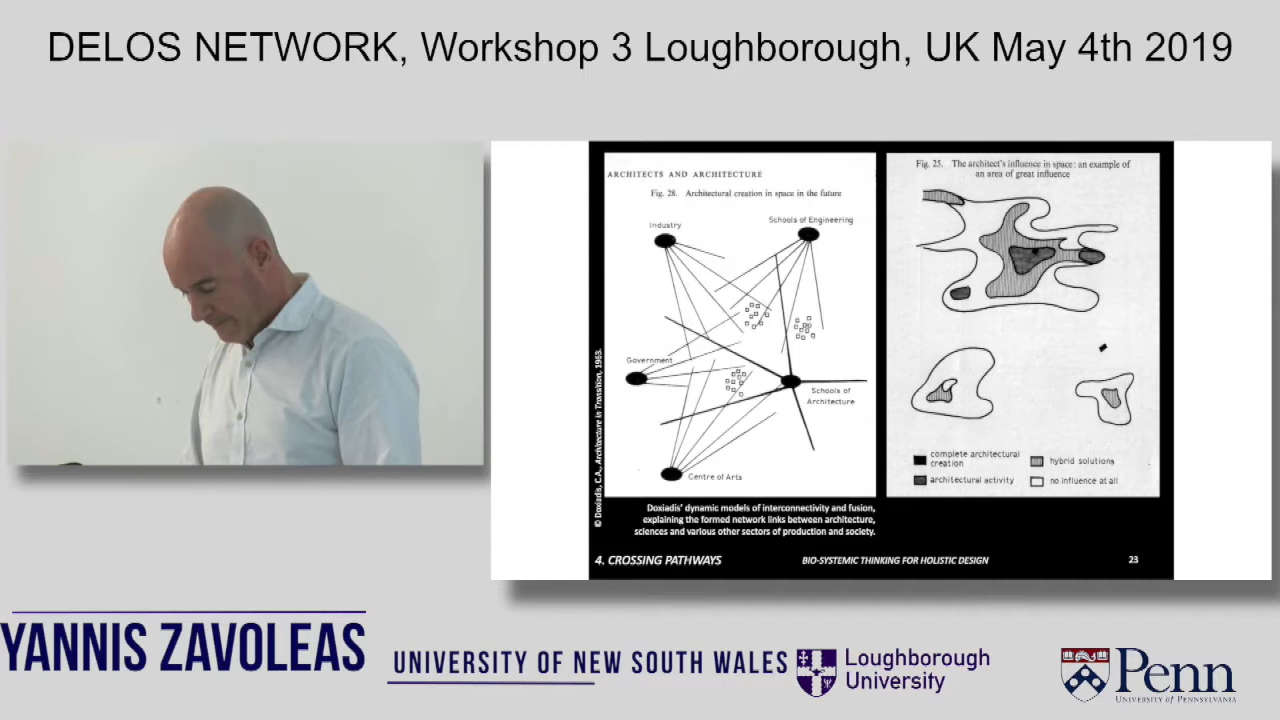 DELOS NETWORK, Workshop 3 Loughborough, UK May 4th 2019
ARCHITECTS AND ARCHITECTURE
Fig. 28. Architectural creation in space in the future
Industry
Schools of Engineering
Government
Schools of
Architecture
Centre of Arts
© Doxiadis, C.A., Architecture in Transition, 1963.
Doxiadis' dynamic models of interconnectivity and fusion,
explaining the formed network links between architecture,
sciences and various other sectors of production and society.
Fig. 25. The architect's influence in space: an example of
an area of great influence
complete architectural
creation
hybrid solutions
architectural activity
no influence at all
4. CROSSING PATHWAYS
BIO-SYSTEMIC THINKING FOR HOLISTIC DESIGN
23
YANNIS ZAVOLEAS
UNIVERSITY OF NEW SOUTH WALES
Loughborough
University
Penn
UNIVERSITY OF PENNSYLVANIA